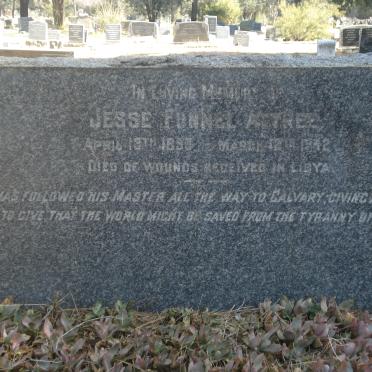 IN LOVING MEMORY OF
JESSE FUNNEL ATTREE
APRIL 13TH — MARCH 12TH 1942
DIED OF WOUNDS RECEIVED IN LIBYA
HAS FOLLOWED HIS MASTER ALL THE WAY TO CALVARY, GIVING
TO GIVE, THAT THE WORLD MIGHT BE SAVED FROM THE TYRANNY OF